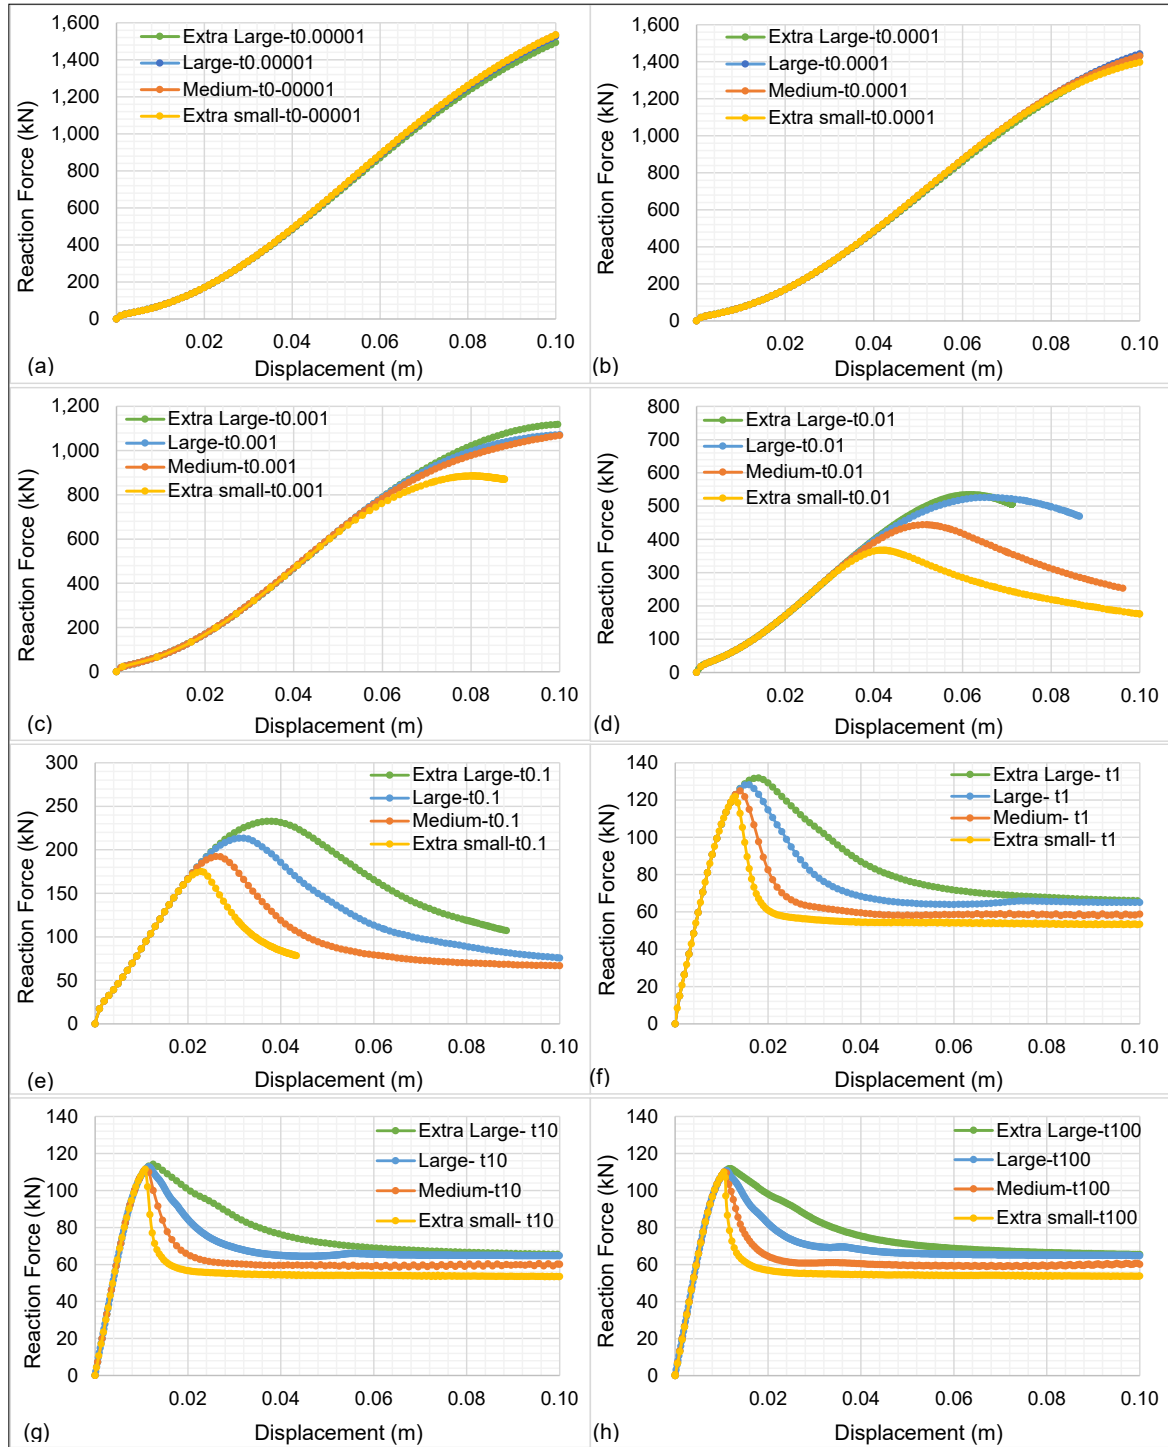 Reaction Force (kN)
1,600
1,400
1,200
1,000
800
600
400
200
0
Extra Large-t0.00001
Large-t0.00001
Medium-t0-00001
Extra small-t0-00001
0.02 0.04 0.06 0.08 0.10
(a) Displacement (m)
Reaction Force (kN)
1,600
1,400
1,200
1,000
800
600
400
200
0
Extra Large-t0.0001
Large-t0.0001
Medium-t0.0001
Extra small-t0.0001
0.02 0.04 0.06 0.08 0.10
(b) Displacement (m)
Reaction Force (kN)
1,200
1,000
800
600
400
200
0
Extra Large-t0.001
Large-t0.001
Medium-t0.001
Extra small-t0.001
0.02 0.04 0.06 0.08 0.10
(c) Displacement (m)
Reaction Force (kN)
800
700
600
500
400
300
200
100
0
Extra Large-t0.01
Large-t0.01
Medium-t0.01
Extra small-t0.01
0.02 0.04 0.06 0.08 0.10
(d) Displacement (m)
Reaction Force (kN)
300
250
200
150
100
50
0
Extra Large-t0.1
Large-t0.1
Medium-t0.1
Extra small-t0.1
0.02 0.04 0.06 0.08 0.10
(e) Displacement (m)
Reaction Force (kN)
140
120
100
80
60
40
20
0
Extra Large- t1
Large- t1
Medium- t1
Extra small- t1
0.02 0.04 0.06 0.08 0.10
(f) Displacement (m)
Reaction Force (kN)
140
120
100
80
60
40
20
0
Extra Large- t10
Large- t10
Medium-t10
Extra small- t10
0.02 0.04 0.06 0.08 0.10
(g) Displacement (m)
Reaction Force (kN)
140
120
100
80
60
40
20
0
Extra Large-t100
Large-t100
Medium-t100
Extra small-t100
0.02 0.04 0.06 0.08 0.10
(h) Displacement (m)